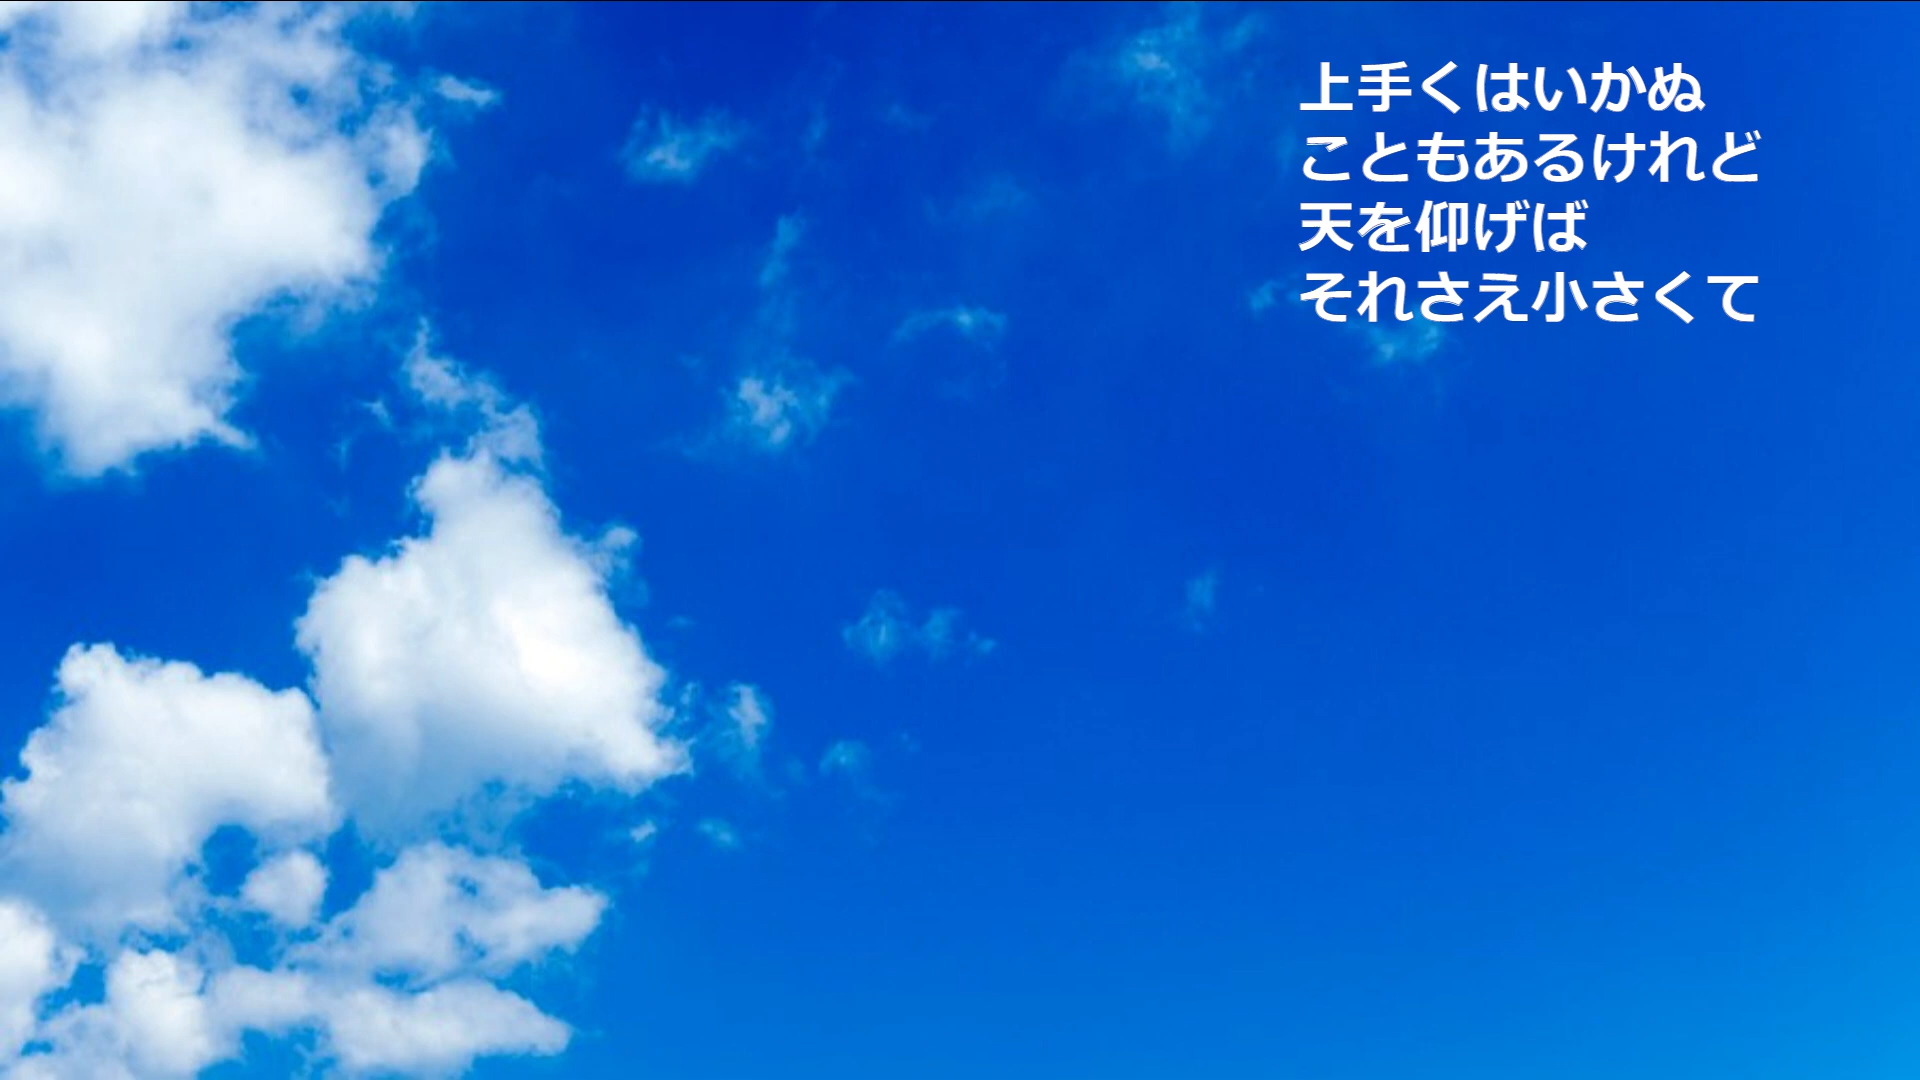 上手くはいかぬ
こともあるけれど
天を仰げば
それさえ小さくて